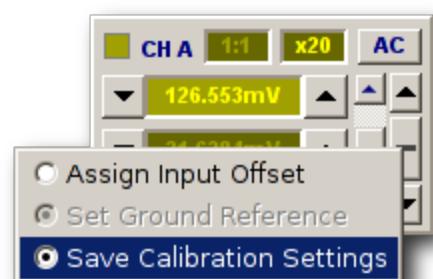 CH A 1:1 x20 AC
126.553mV
Assign Input Offset
Set Ground Reference
Save Calibration Settings